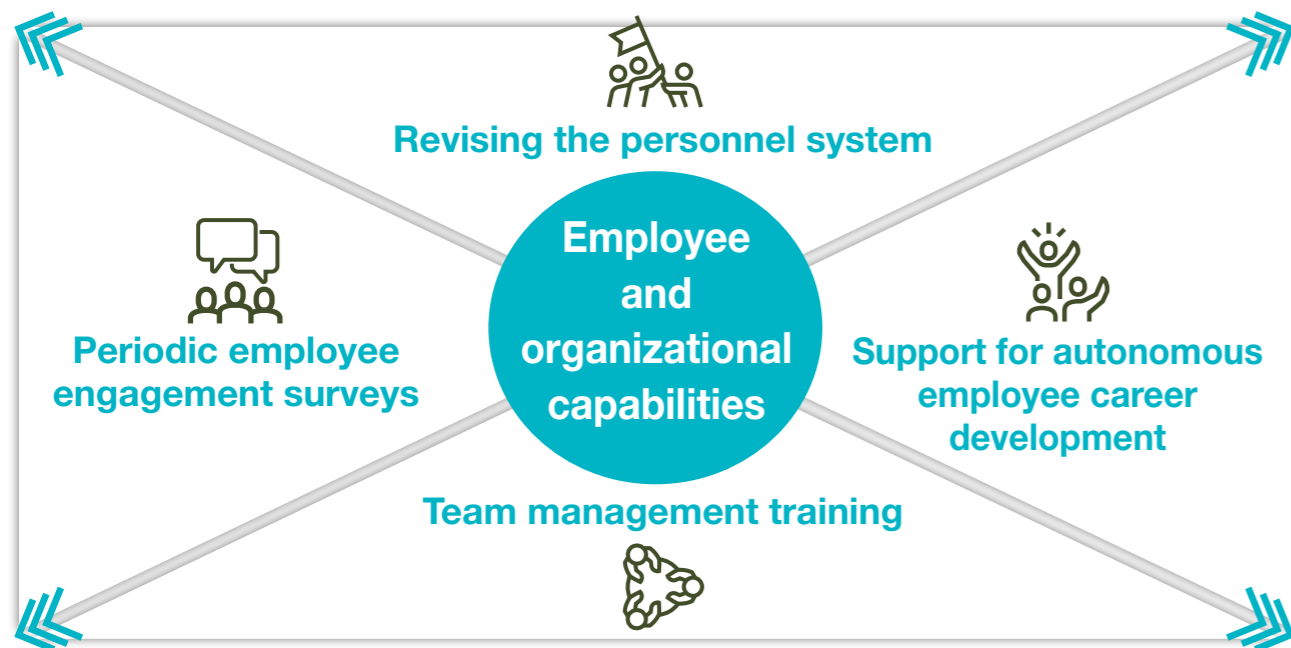 Revising the personnel system
Employee
and
organizational
capabilities
Periodic employee
engagement surveys
Support for autonomous
employee career
development
Team management training